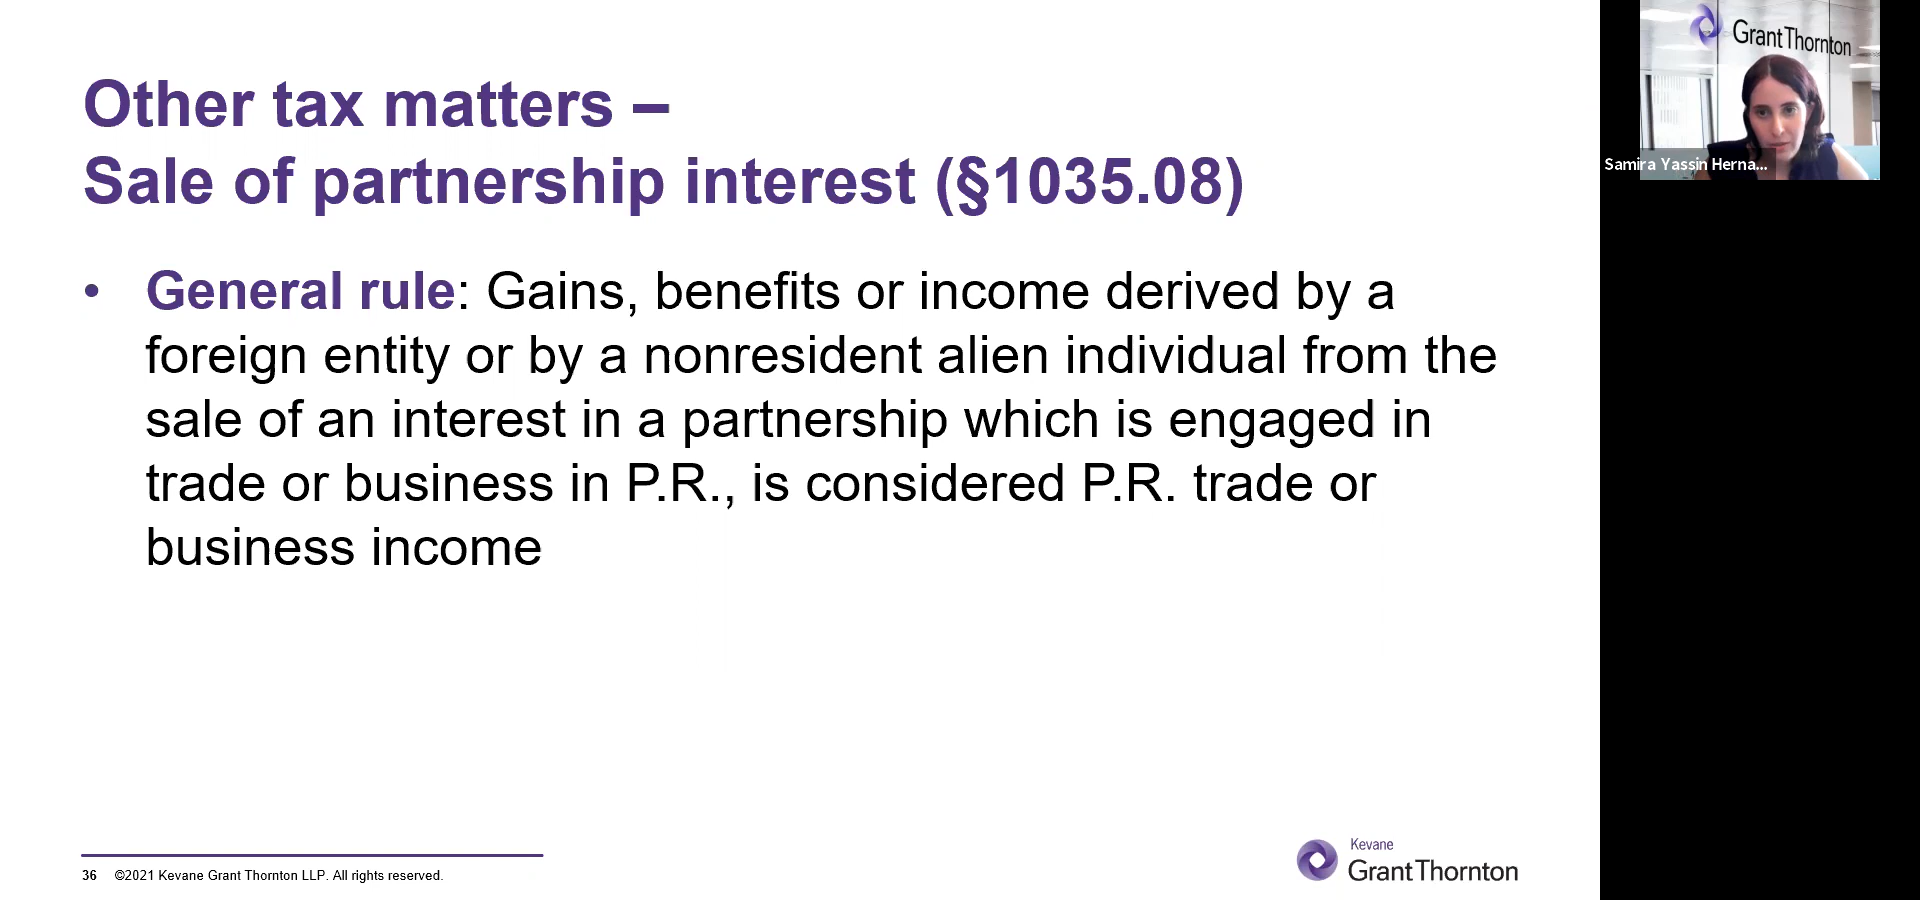 Other tax matters –
Sale of partnership interest (§1035.08)
• General rule: Gains, benefits or income derived by a
foreign entity or by a nonresident alien individual from the
sale of an interest in a partnership which is engaged in
trade or business in P.R., is considered P.R. trade or
business income
36 ©2021 Kevane Grant Thornton LLP. All rights reserved.
Kevane
GrantThornton
GrantThornton
Samira Yassin Herna...